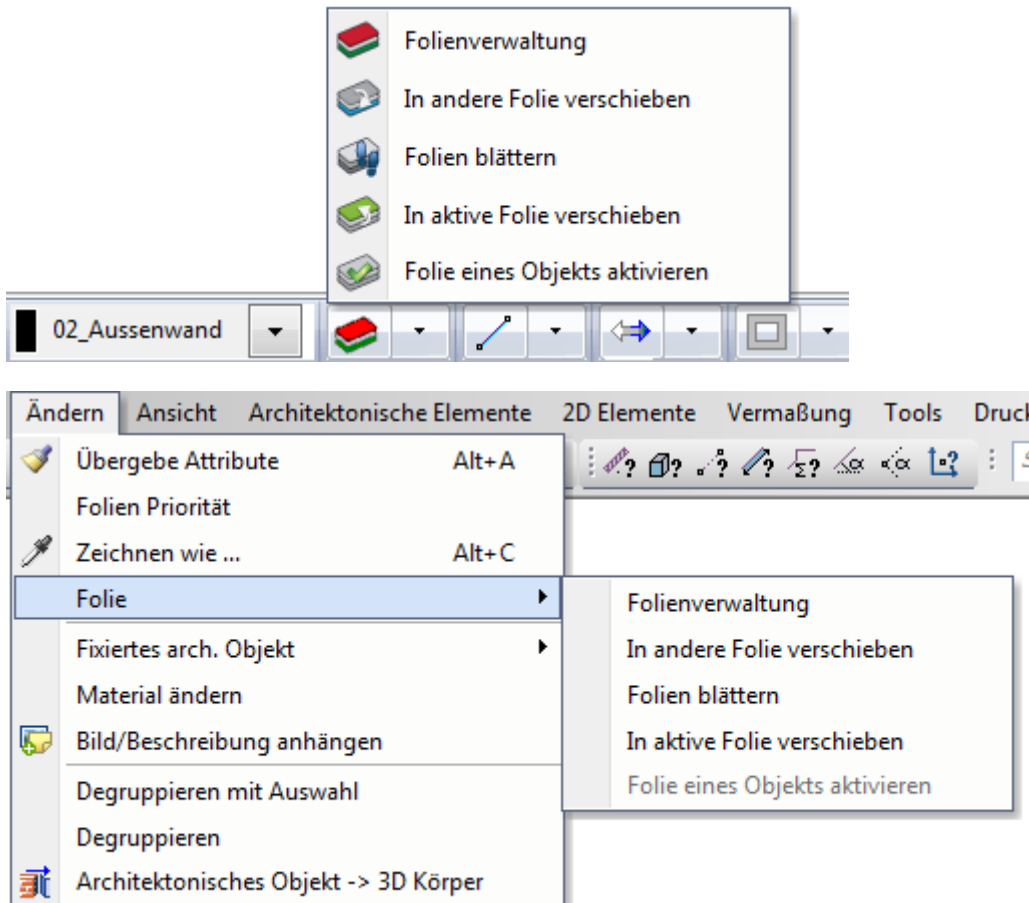 Folienverwaltung
In andere Folie verschieben
Folien blättern
In aktive Folie verschieben
Folie eines Objekts aktivieren
02_Aussenwand
Ändern Ansicht Architektonische Elemente 2D Elemente Vermaßung Tools Druck
Übergebe Attribute Alt+A
Folien Priorität
Zeichnen wie ... Alt+C
Folie
Fixiertes arch. Objekt
Material ändern
Bild/Beschreibung anhängen
Degruppieren mit Auswahl
Degruppieren
Architektonisches Objekt -> 3D Körper
Folienverwaltung
In andere Folie verschieben
Folien blättern
In aktive Folie verschieben
Folie eines Objekts aktivieren